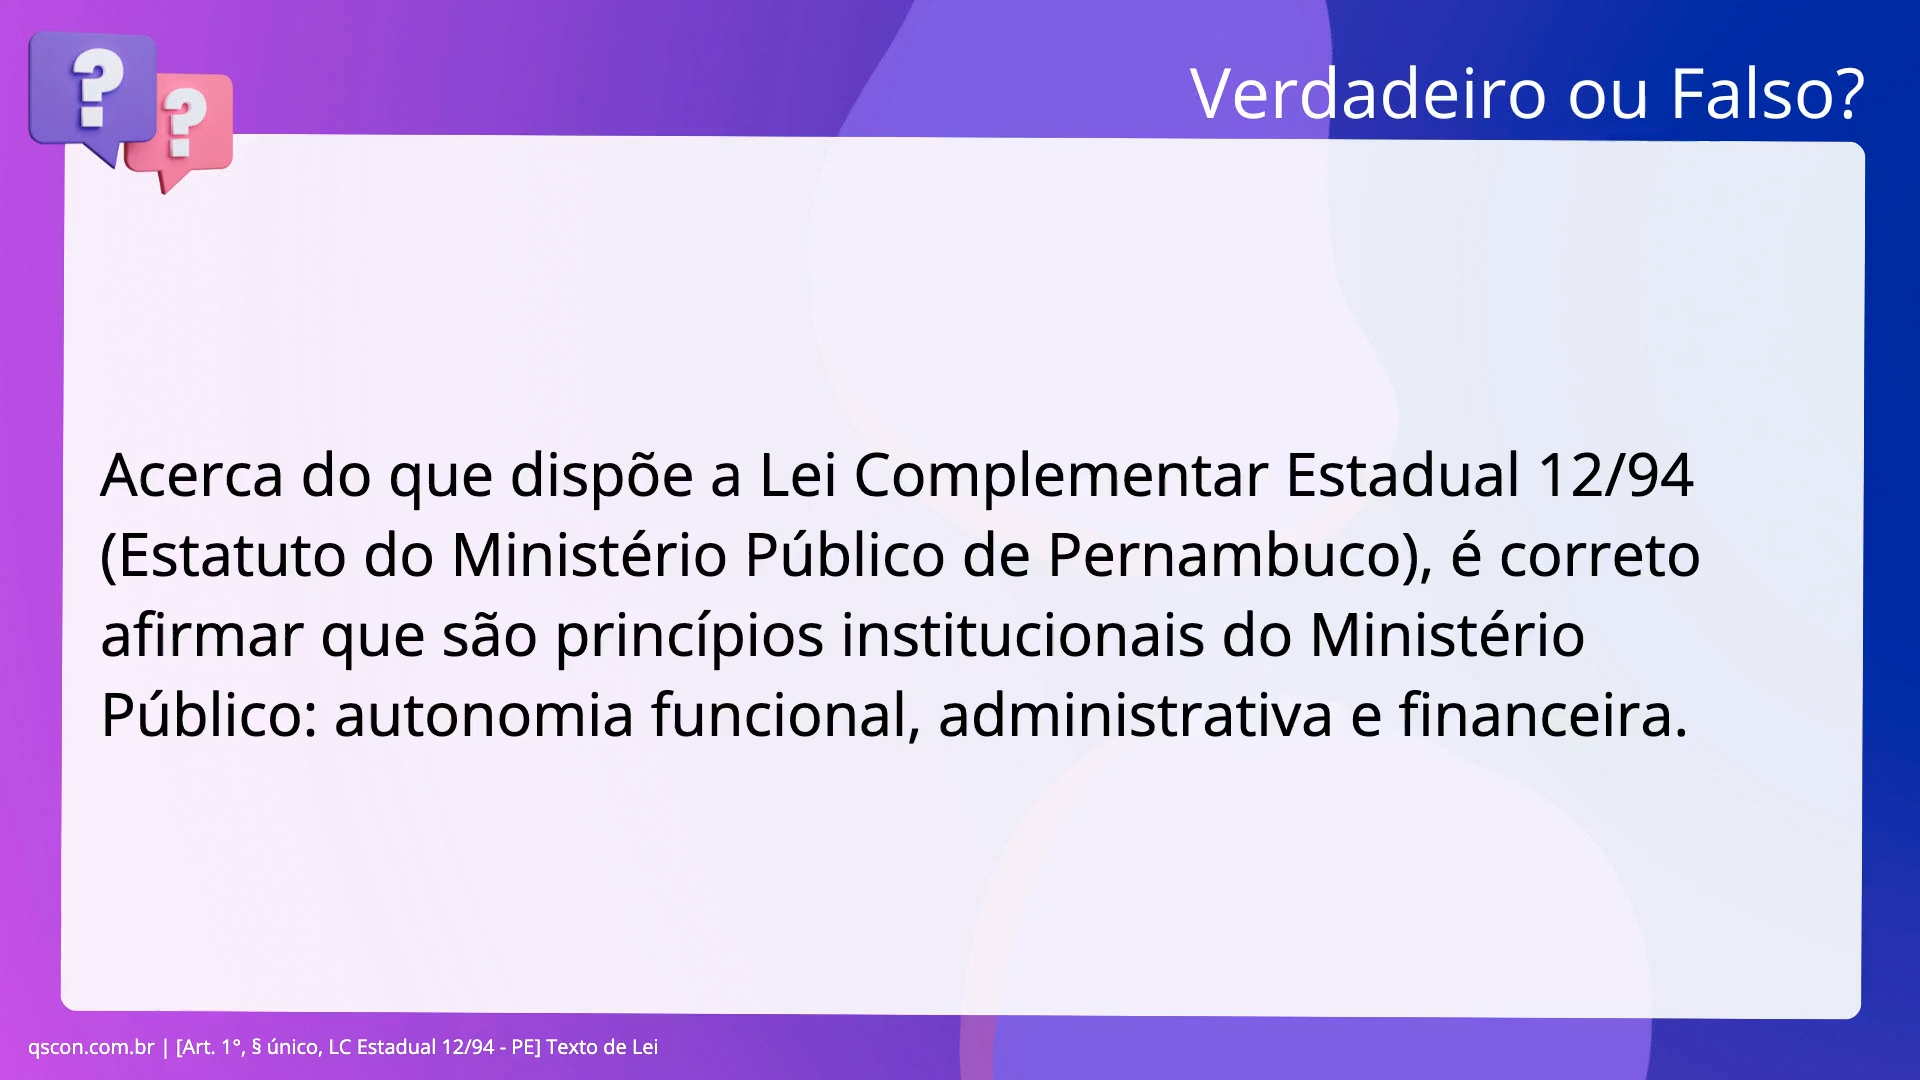 Verdadeiro ou Falso?
Acerca do que dispõe a Lei Complementar Estadual 12/94
(Estatuto do Ministério Público de Pernambuco), é correto
afirmar que são princípios institucionais do Ministério
Público: autonomia funcional, administrativa e financeira.
qscon.com.br | [Art. 1°, § único, LC Estadual 12/94 - PE] Texto de Lei